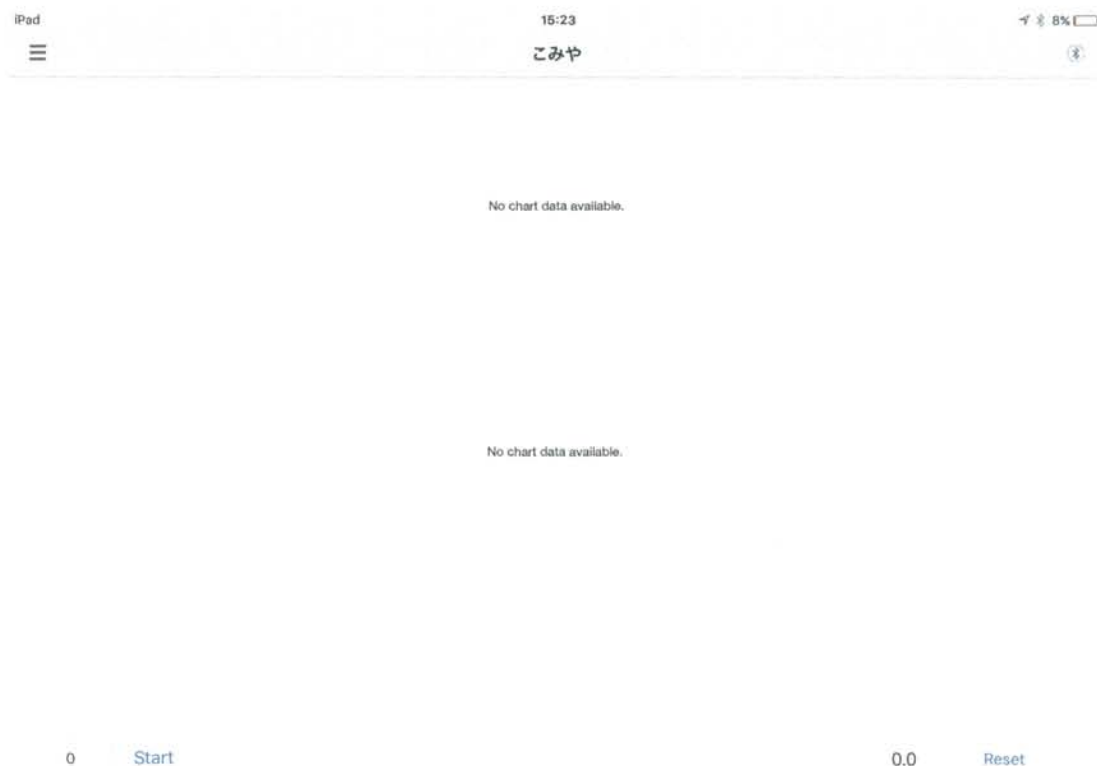 iPad 15:23 8%
こみや
No chart data available.
No chart data available.
0 Start 0.0 Reset